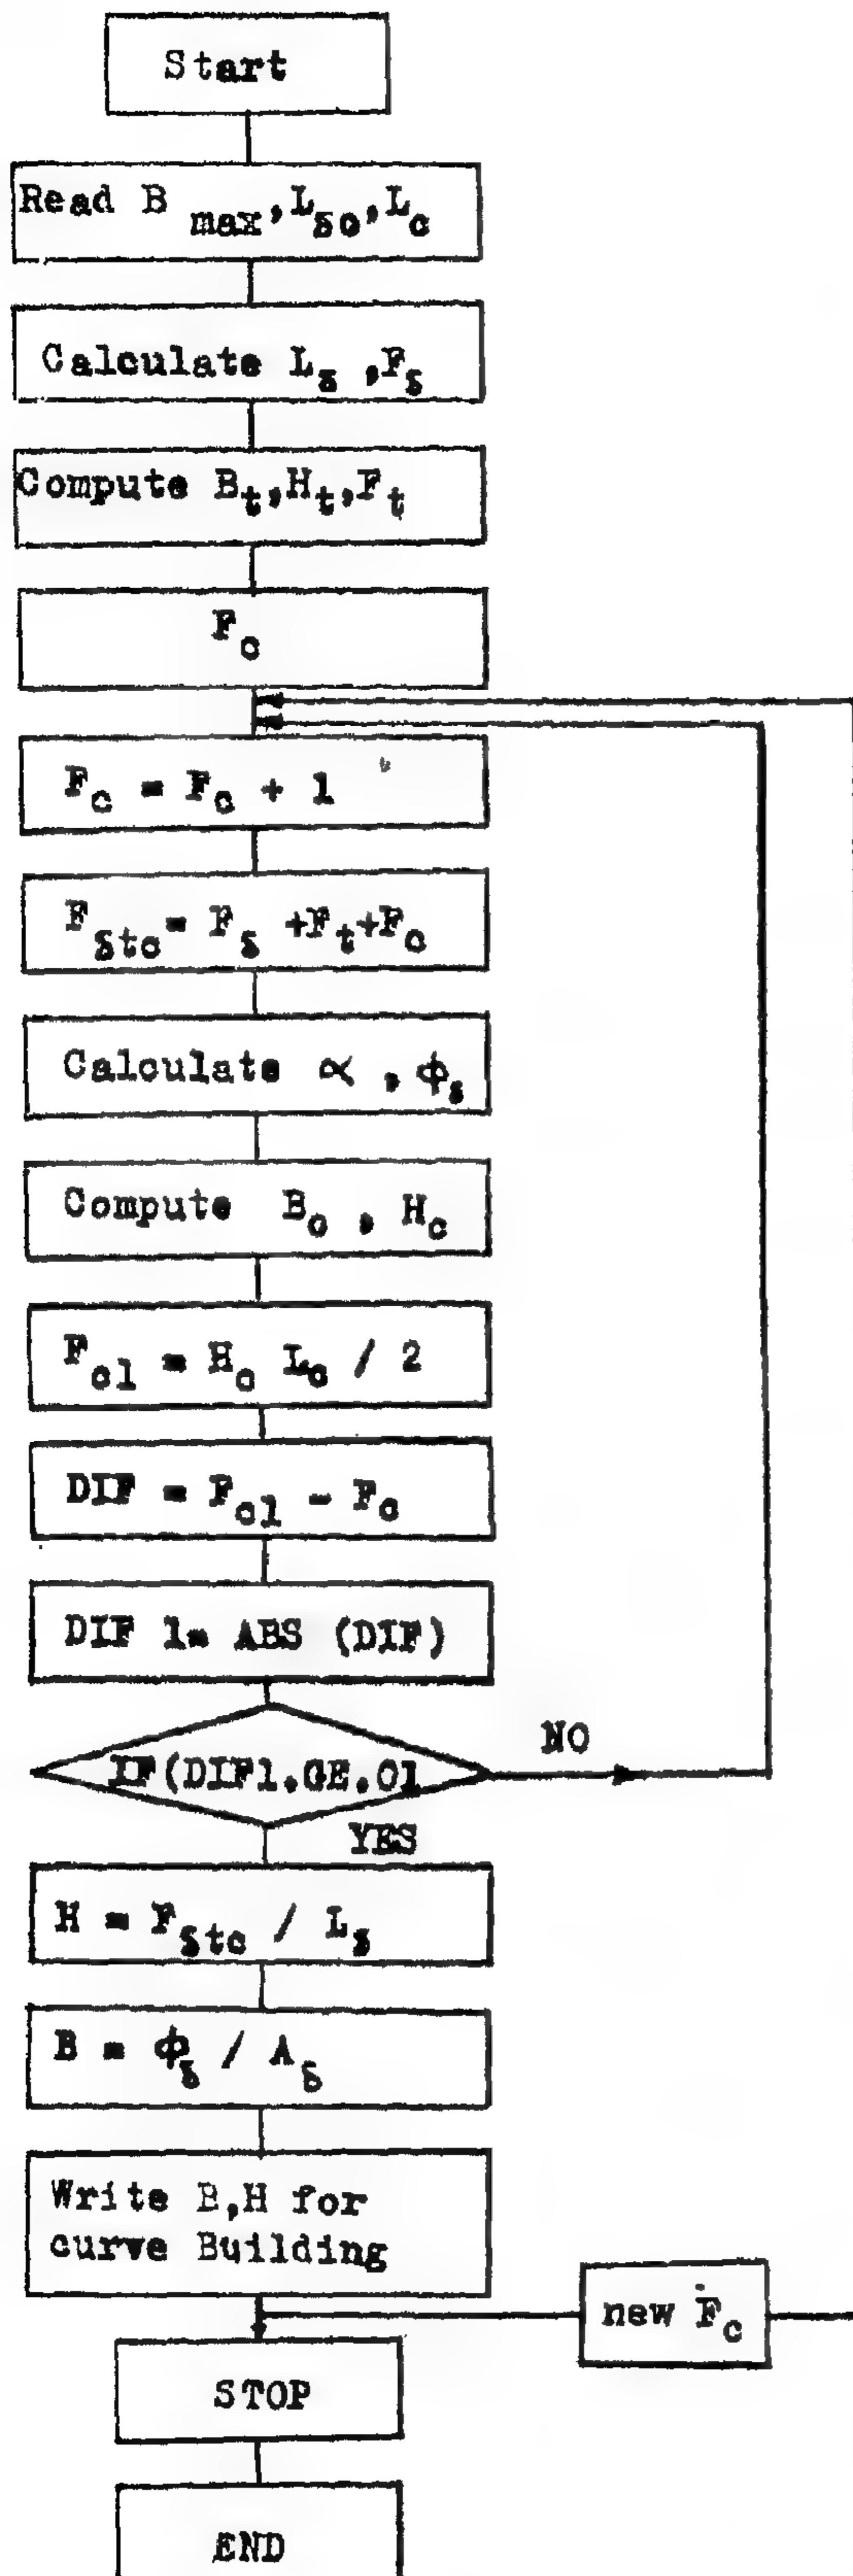 Start
Read B max, Lδc, Lc
Calculate Lδ , Fδ
Compute Bt, Ht, Ft
Fc
Fc = Fc + 1
Fδtc = Fδ +Ft+Fc
Calculate ∝ , ϕδ
Compute Bc , Hc
Fc1 = Hc Lc / 2
DIF = Fc1 - Fc
DIF 1= ABS (DIF)
IF(DIF1.GE.01
NO
YES
H = Fδtc / Lδ
B = ϕδ / Aδ
Write B,H for
curve Building
new Fc
STOP
END